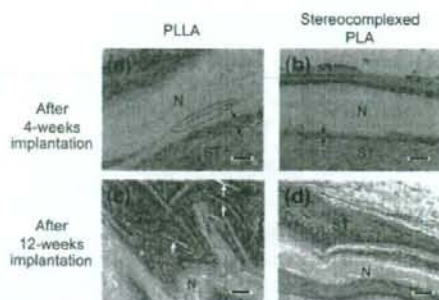 PLLA
Stereocomplexed
PLA
After
4-weeks
implantation
(a)
N
ST
(b)
N
ST
After
12-weeks
implantation
(c)
N
(d)
ST
N